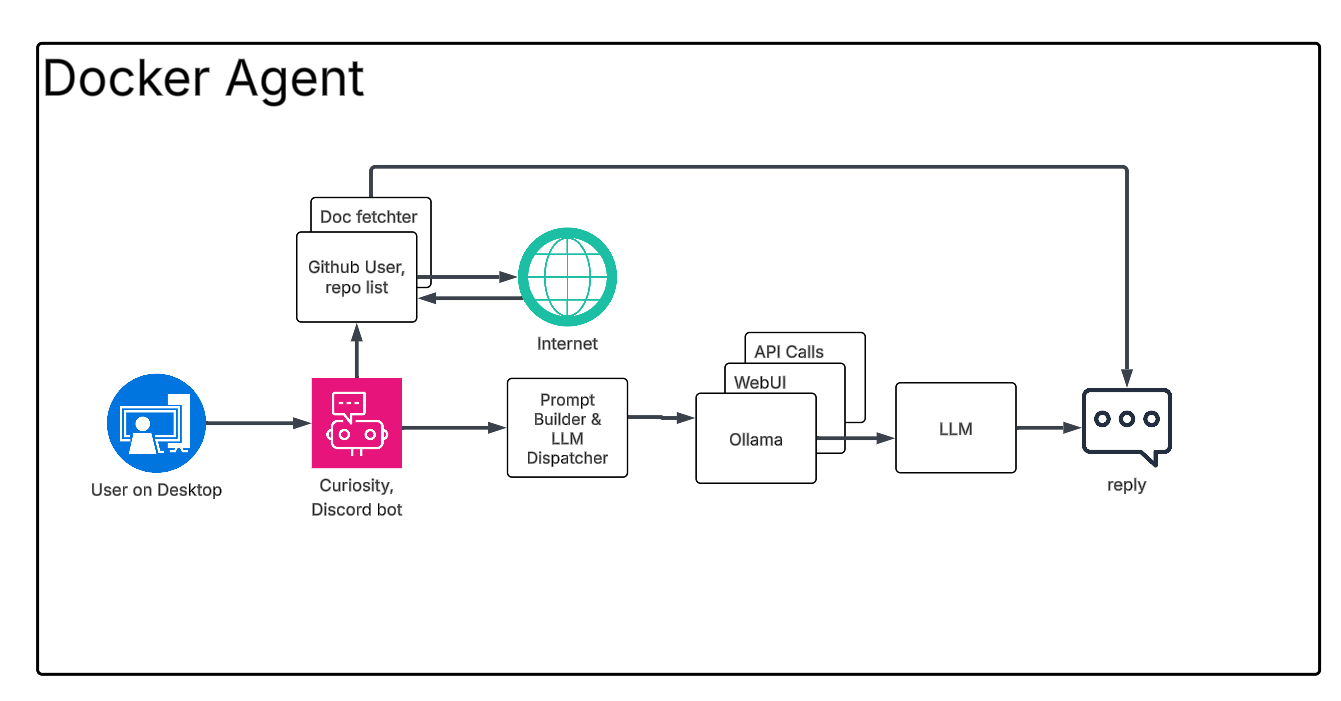 Docker Agent
Doc fetchter
Github User,
repo list
Internet
User on Desktop
Curiosity,
Discord bot
Prompt
Builder &
LLM
Dispatcher
API Calls
WebUI
Ollama
LLM
reply